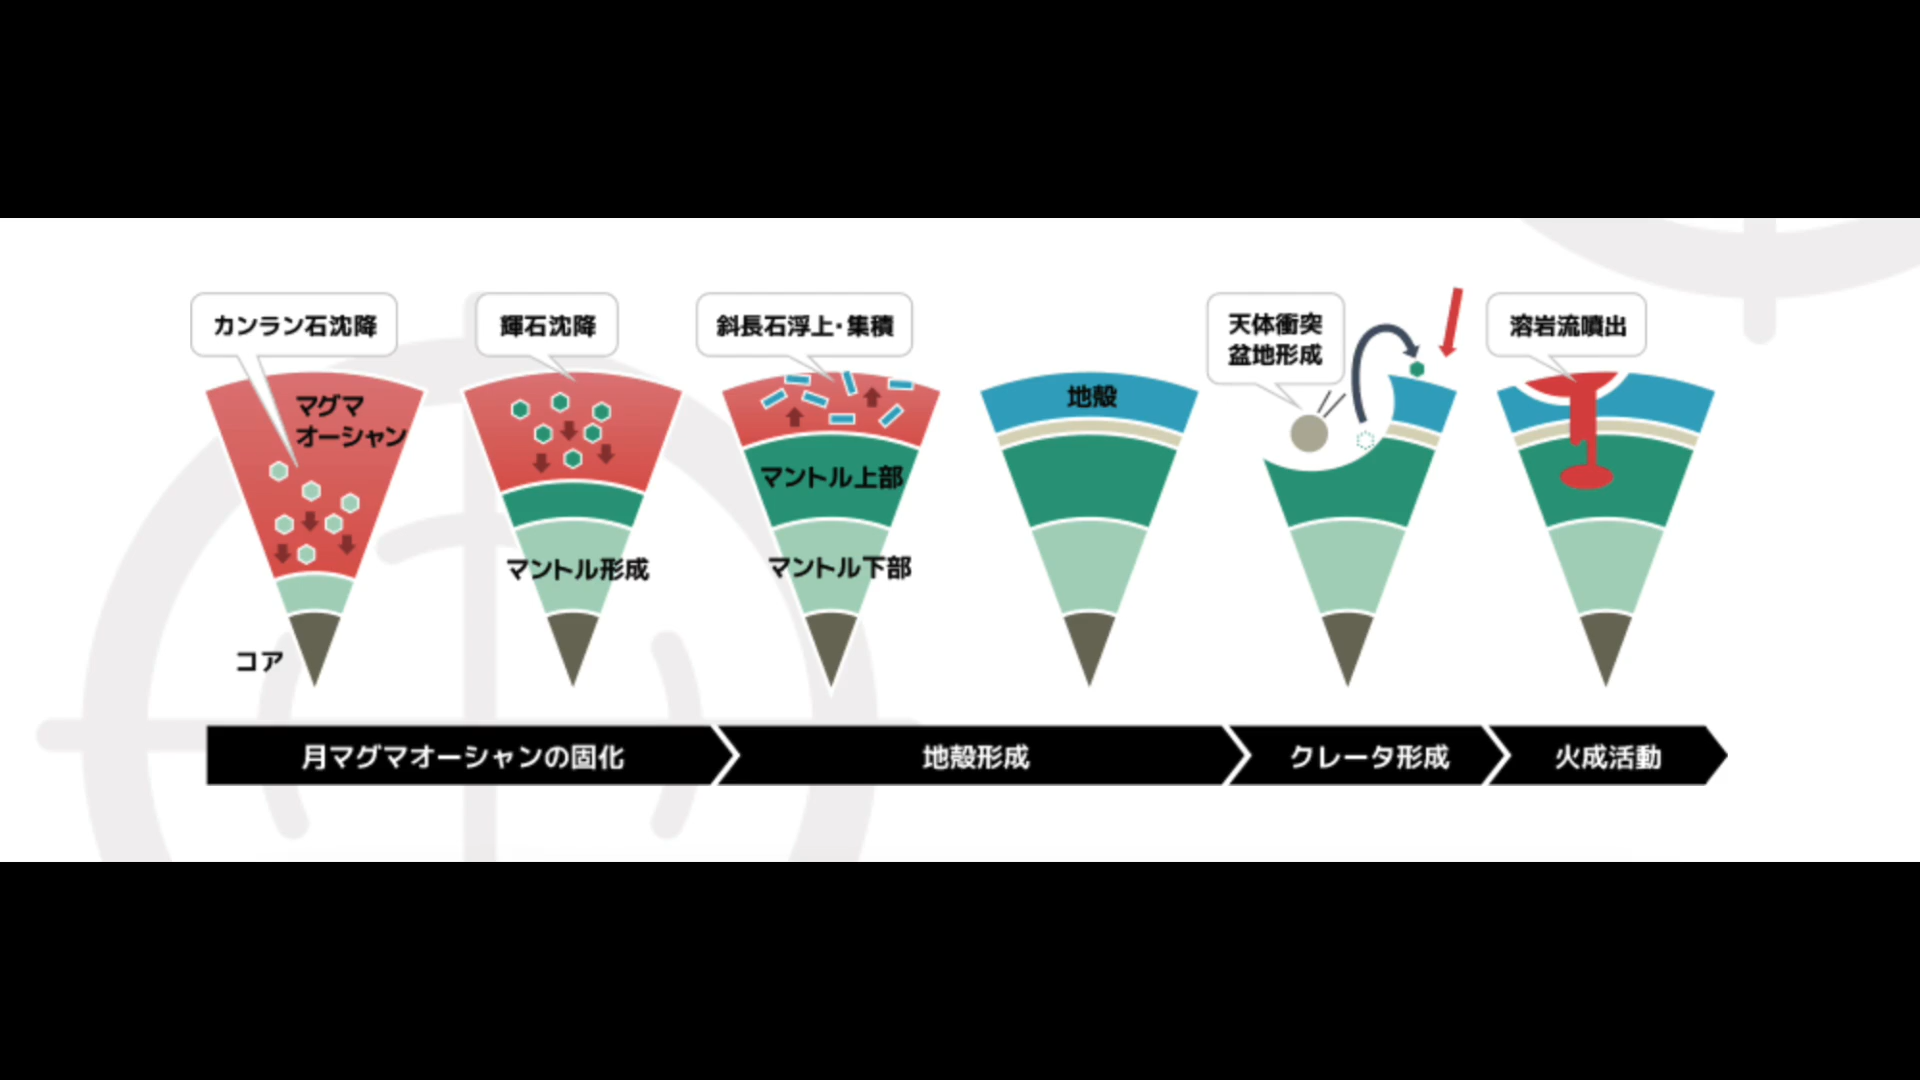 カンラン石沈降
輝石沈降
斜長石浮上・集積
天体衝突
盆地形成
溶岩流噴出
マグマ
オーシャン
地殻
マントル上部
マントル形成
マントル下部
コア
月マグマオーシャンの固化
地殻形成
クレータ形成
火成活動